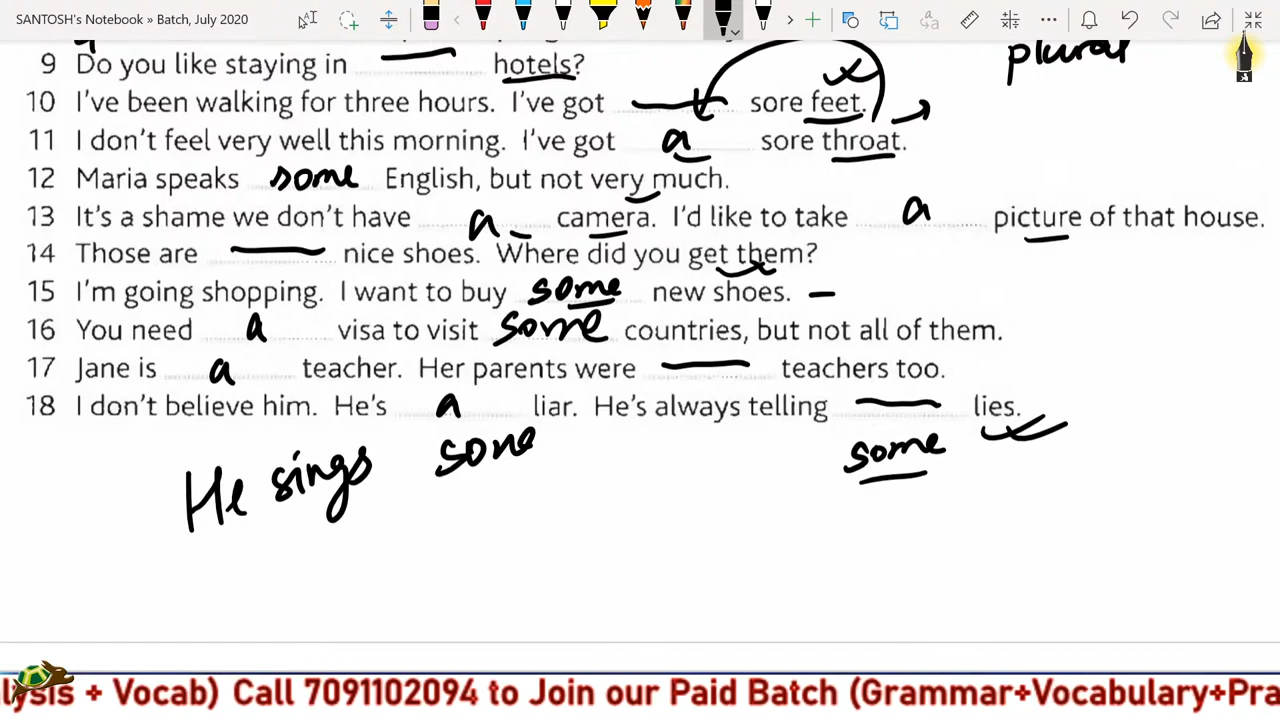 SANTOSH's Notebook » Batch, July 2020
plural
9 Do you like staying in — hotels?
10 I've been walking for three hours. I've got — sore feet.
11 I don't feel very well this morning. I've got a sore throat.
12 Maria speaks some English, but not very much.
13 It's a shame we don't have a camera. I'd like to take a picture of that house.
14 Those are — nice shoes. Where did you get them?
15 I'm going shopping. I want to buy some new shoes. –
16 You need a visa to visit some countries, but not all of them.
17 Jane is a teacher. Her parents were — teachers too.
18 I don't believe him. He's a liar. He's always telling — lies.
some
He sings some
lysis + Vocab) Call 7091102094 to Join our Paid Batch (Grammar+Vocabulary+Pra